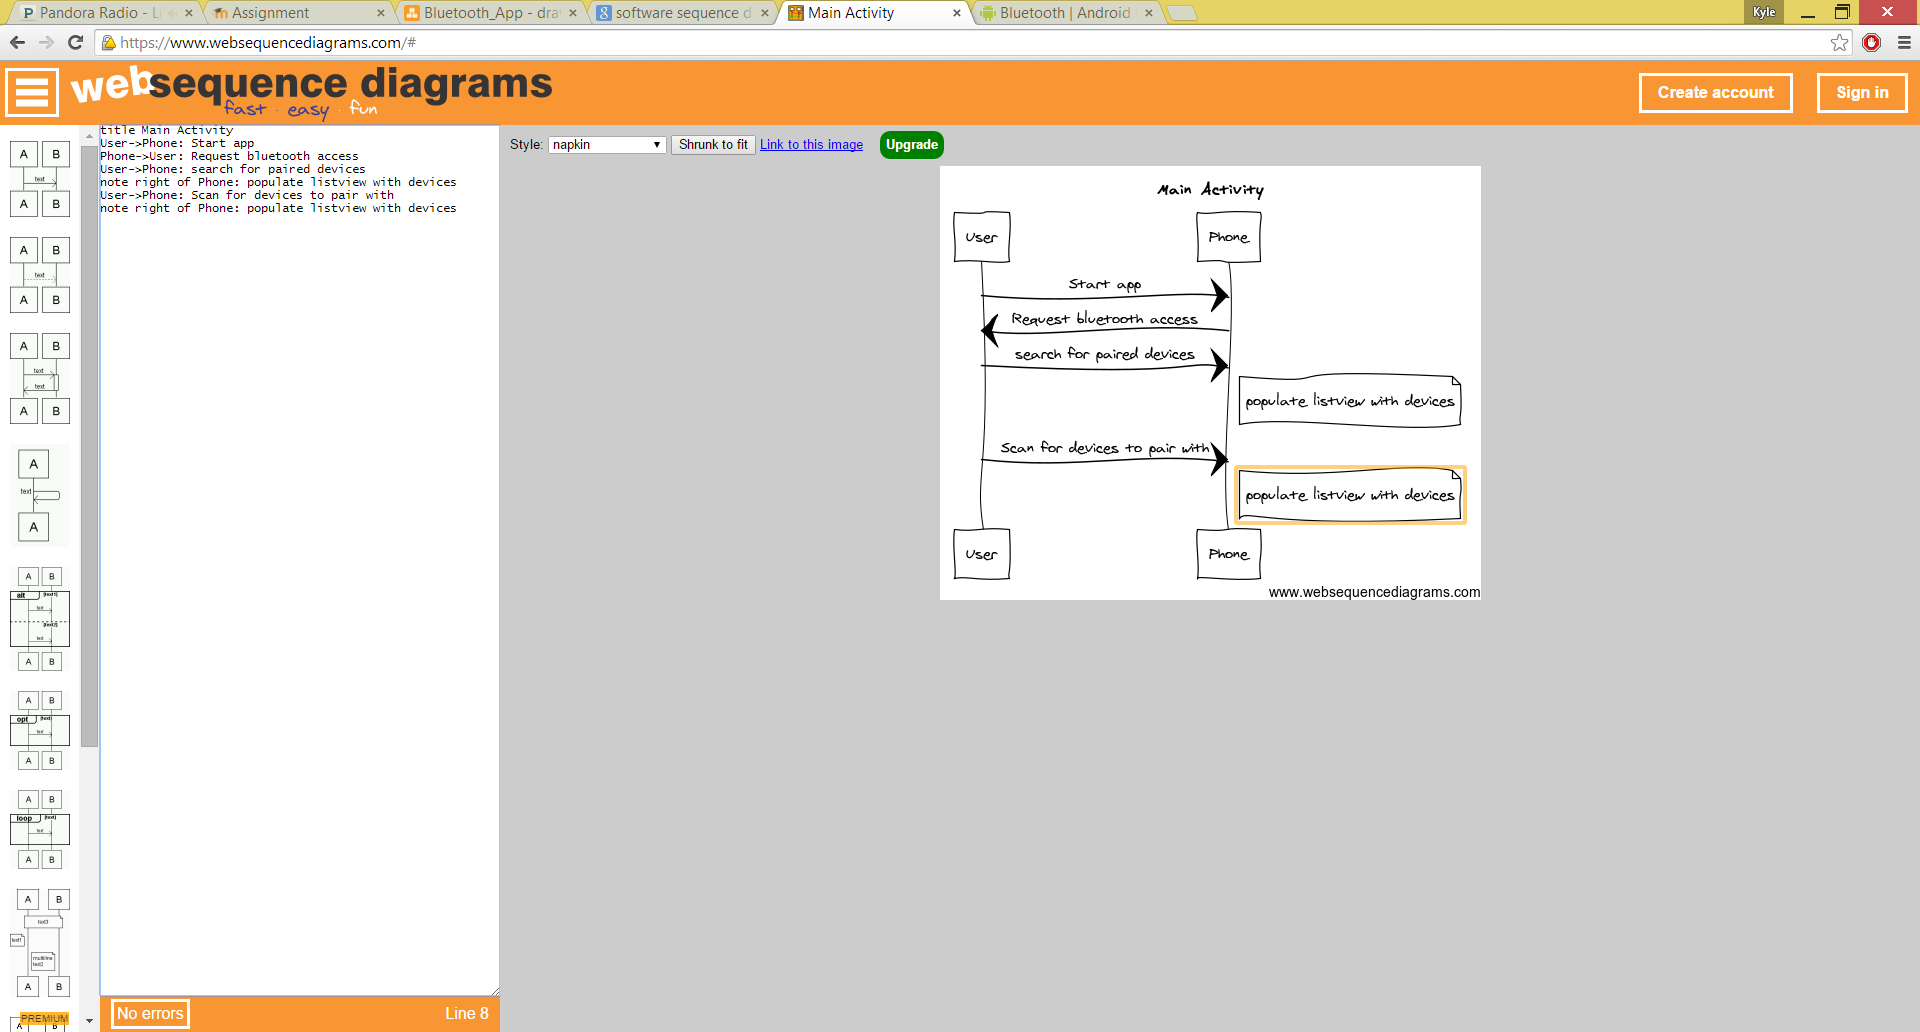 Pandora Radio - Li
Assignment
Bluetooth_App - dra
software sequence d
Main Activity
Bluetooth | Android
Kyle
https://www.websequencediagrams.com/#
websequence diagrams
fast · easy · fun
Create account
Sign in
title Main Activity
User->Phone: Start app
Phone->User: Request bluetooth access
User->Phone: search for paired devices
note right of Phone: populate listview with devices
User->Phone: Scan for devices to pair with
note right of Phone: populate listview with devices
Style: napkin Shrunk to fit Link to this image Upgrade
Main Activity
User Phone
Start app
Request bluetooth access
search for paired devices
populate listview with devices
Scan for devices to pair with
populate listview with devices
User Phone
www.websequencediagrams.com
A B
text
A B
A B
text
A B
A B
text
text
A B
A
text
A
A B
alt [text1]
text
[text2]
text
A B
A B
opt [text]
text
A B
A B
loop [text]
text
A B
A B
text3
text1
multiline
text2
A B
PREMIUM
A B
No errors
Line 8